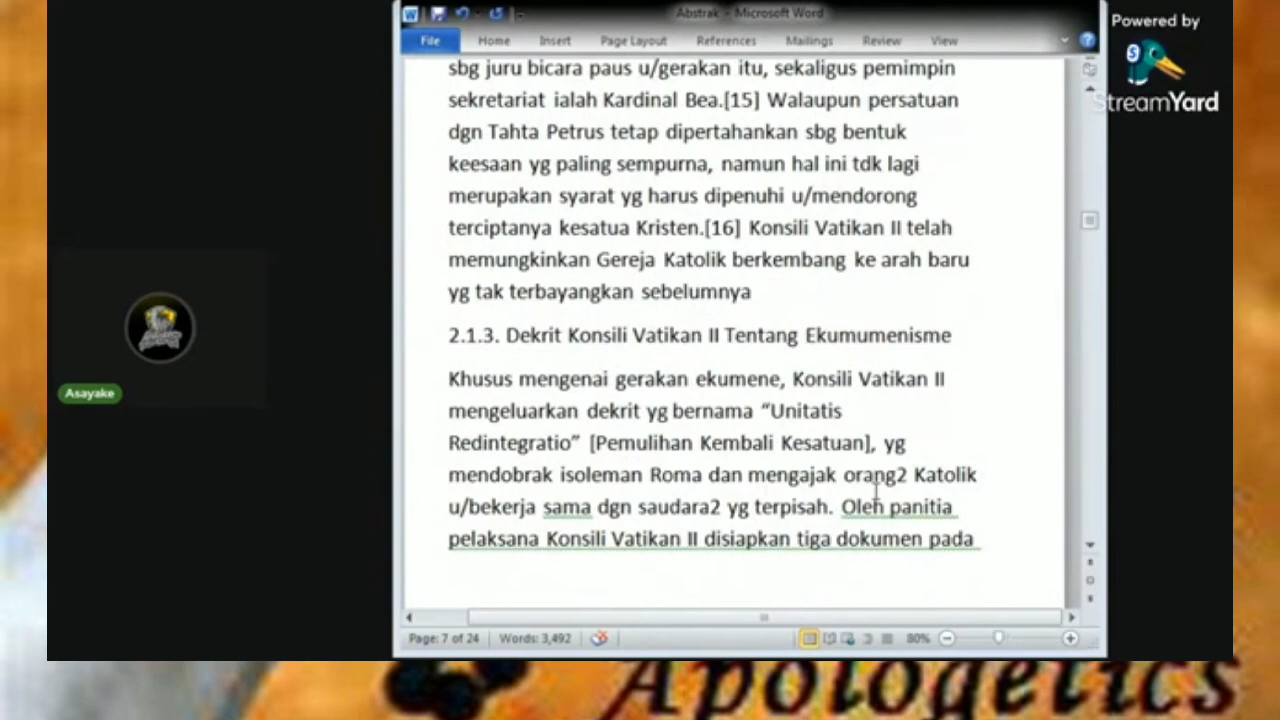 Abstrak - Microsoft Word
File Home Insert Page Layout References Mailings Review View
sbg juru bicara paus u/gerakan itu, sekaligus pemimpin
sekretariat ialah Kardinal Bea.[15] Walaupun persatuan
dgn Tahta Petrus tetap dipertahankan sbg bentuk
keesaan yg paling sempurna, namun hal ini tdk lagi
merupakan syarat yg harus dipenuhi u/mendorong
terciptanya kesatua Kristen.[16] Konsili Vatikan II telah
memungkinkan Gereja Katolik berkembang ke arah baru
yg tak terbayangkan sebelumnya
2.1.3. Dekrit Konsili Vatikan II Tentang Ekumumenisme
Khusus mengenai gerakan ekumene, Konsili Vatikan II
mengeluarkan dekrit yg bernama “Unitatis
Redintegratio” [Pemulihan Kembali Kesatuan], yg
mendobrak isoleman Roma dan mengajak orang2 Katolik
u/bekerja sama dgn saudara2 yg terpisah. Oleh panitia
pelaksana Konsili Vatikan II disiapkan tiga dokumen pada
Page: 7 of 24 Words: 3,492 80%
Powered by
S
StreamYard
Asayake
Apologetics